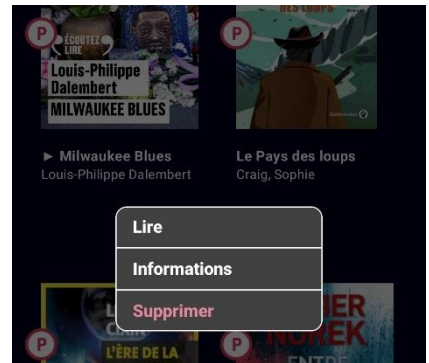 DES LOUPS
P
P
ÉCOUTEZ
LIRE
Louis-Philippe
Dalembert
MILWAUKEE BLUES
► Milwaukee Blues
Louis-Philippe Dalembert
Le Pays des loups
Craig, Sophie
Lire
Informations
Supprimer
P
P
CIXIN
L'ÈRE DE LA
NOREK
ENTRE